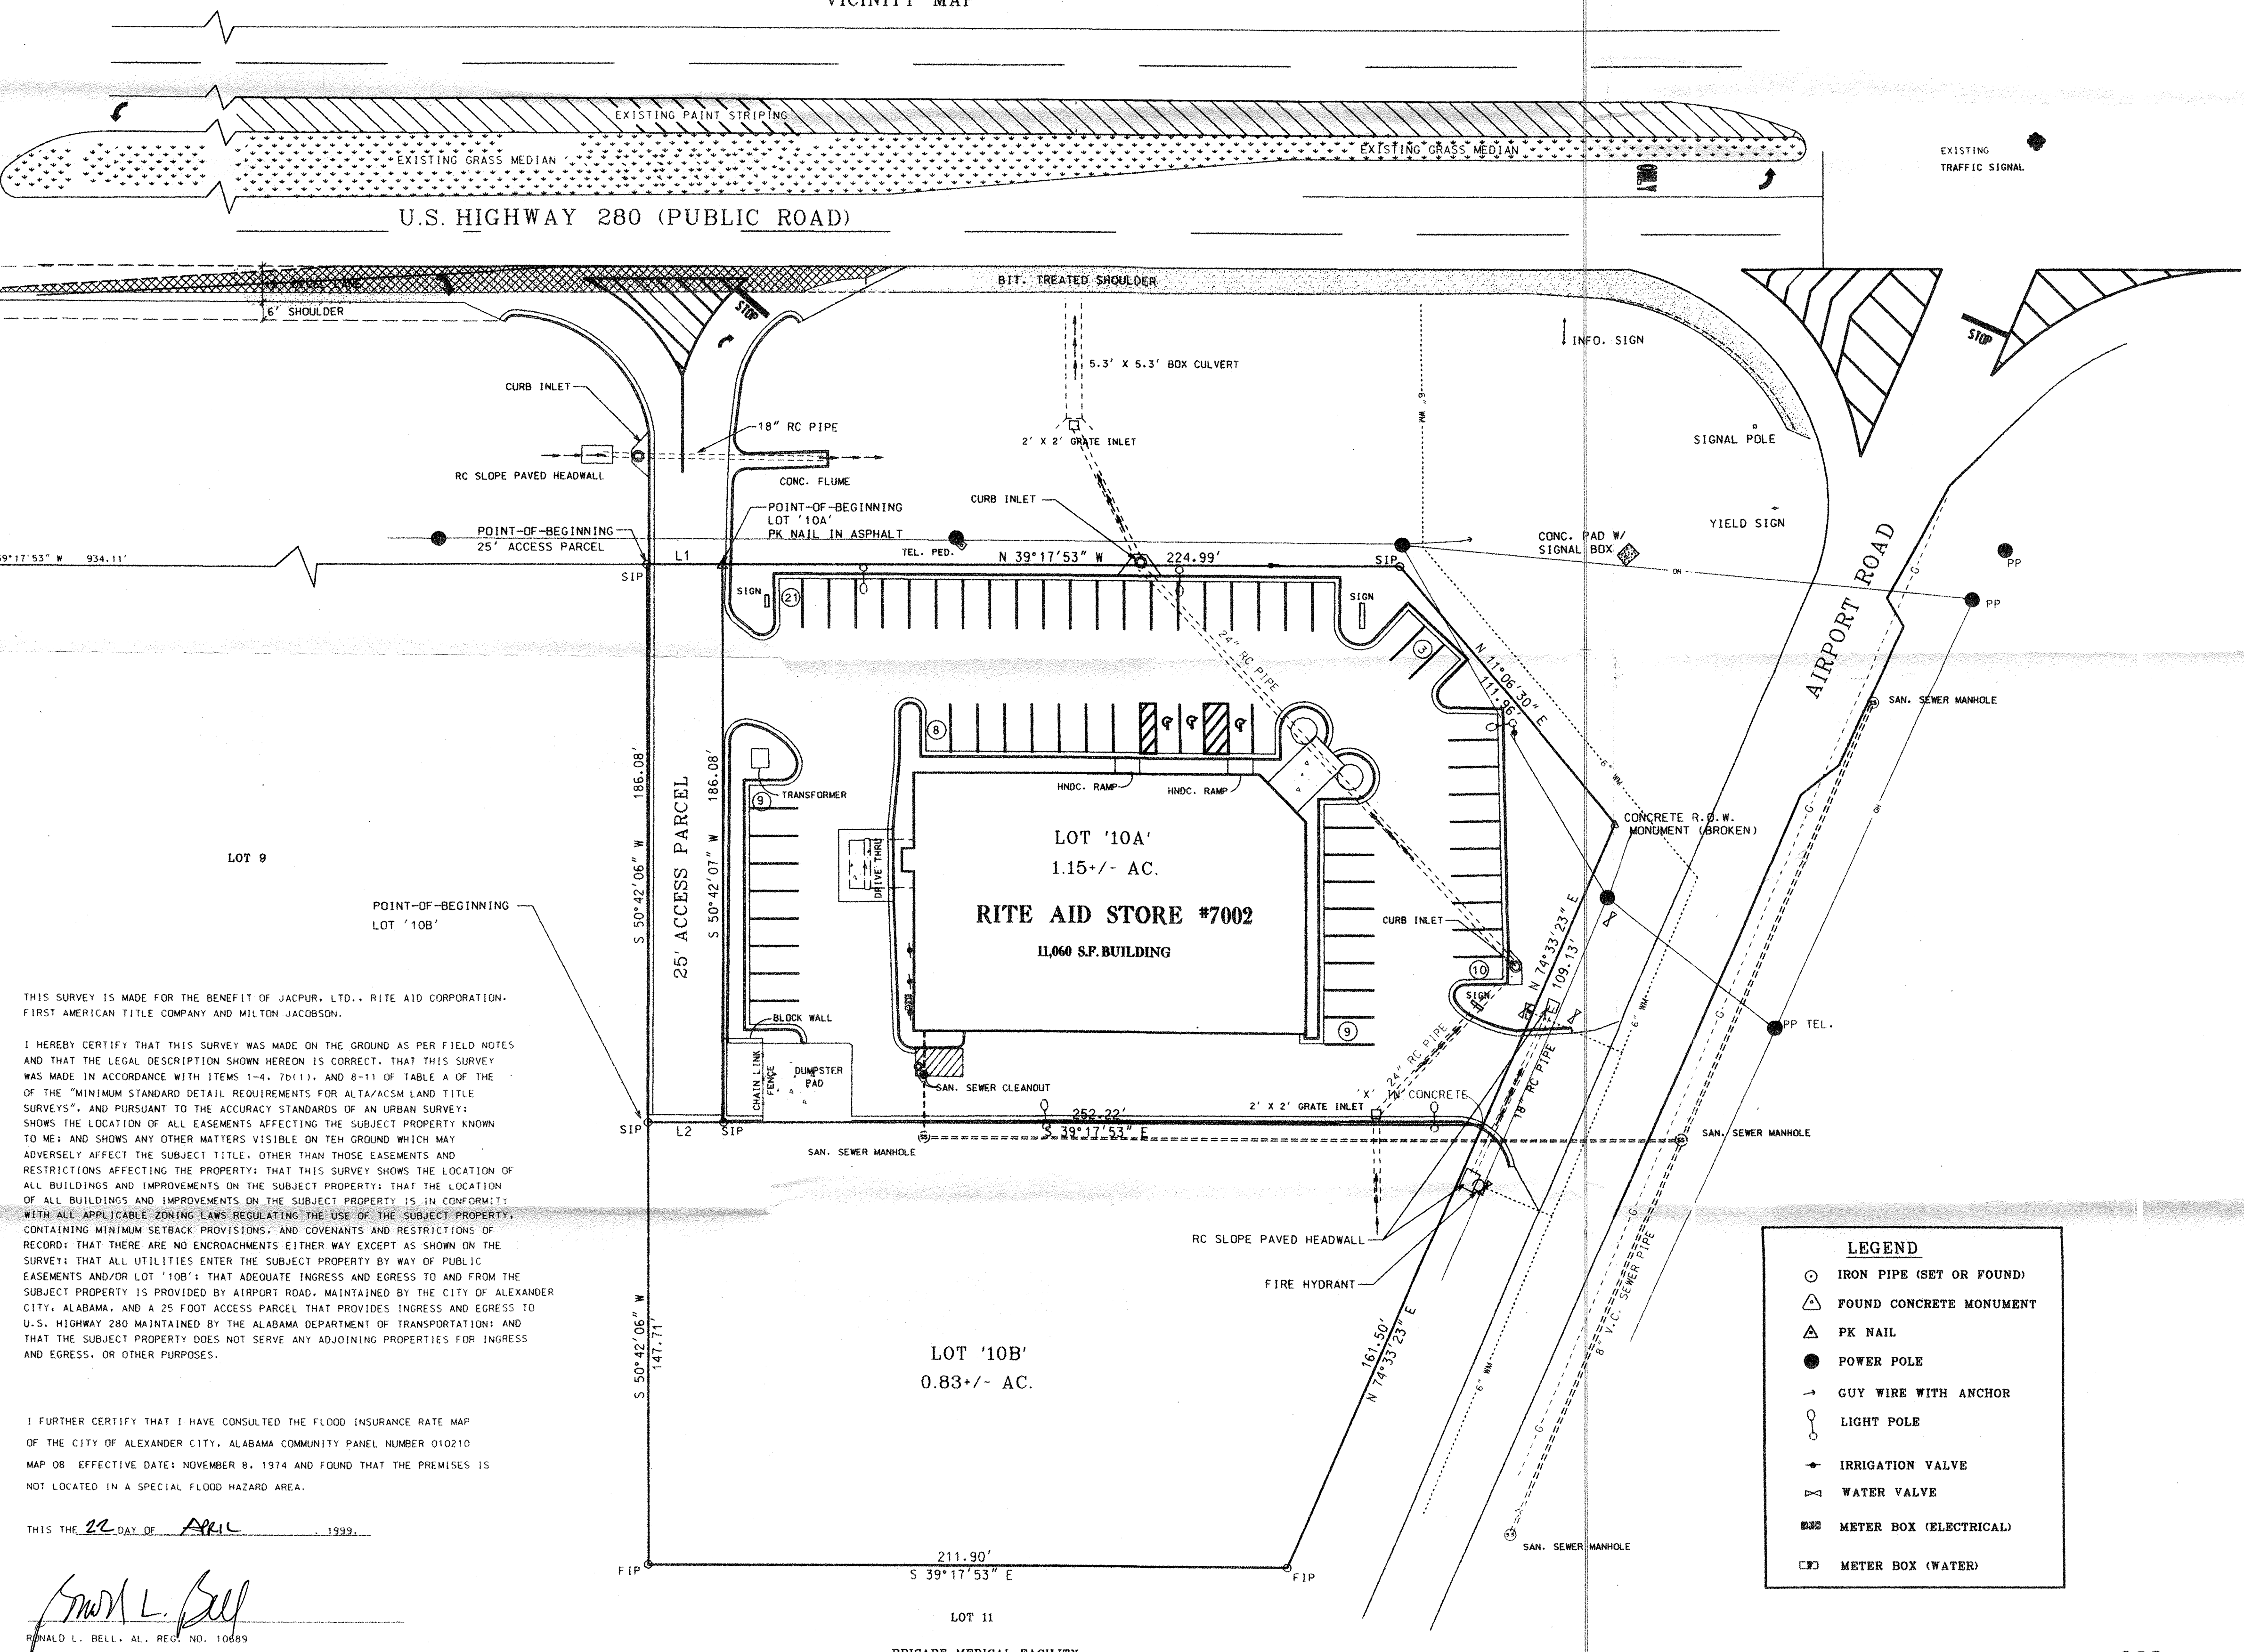 VICINITY MAP
EXISTING PAINT STRIPING
EXISTING GRASS MEDIAN
EXISTING GRASS MEDIAN
ONLY
EXISTING
TRAFFIC SIGNAL
U.S. HIGHWAY 280 (PUBLIC ROAD)
BIT. TREATED SHOULDER
6' SHOULDER
STOP
STOP
INFO. SIGN
5.3' X 5.3' BOX CULVERT
CURB INLET
6" WM
18" RC PIPE
2' X 2' GRATE INLET
SIGNAL POLE
RC SLOPE PAVED HEADWALL
CONC. FLUME
CURB INLET
POINT-OF-BEGINNING
LOT '10A'
PK NAIL IN ASPHALT
YIELD SIGN
POINT-OF-BEGINNING
25' ACCESS PARCEL
CONC. PAD W/
SIGNAL BOX
TEL. PED.
9°17'53" W 934.11'
L1
N 39°17'53" W 224.99'
SIP
SIP
OH
PP
PP
SIGN
21
SIGN
3
24" RC PIPE
N 11°06'30" E
111.96'
AIRPORT ROAD
G
SAN. SEWER MANHOLE
8
6" WM
HNDC. RAMP
HNDC. RAMP
TRANSFORMER
9
OH
G
CONCRETE R.O.W.
MONUMENT (BROKEN)
S 50°42'06" W 186.08'
25' ACCESS PARCEL
S 50°42'07" W 186.08'
LOT 9
DRIVE THRU
LOT '10A'
1.15+/- AC.
RITE AID STORE #7002
11,060 S.F. BUILDING
CURB INLET
POINT-OF-BEGINNING
LOT '10B'
10
SIGN
N 74°33'23" E
109.13'
6" WM
G
PP TEL.
9
BLOCK WALL
CHAIN LINK
FENCE
DUMPSTER
PAD
SAN. SEWER CLEANOUT
24" RC PIPE
18" RC PIPE
'X' IN CONCRETE
2' X 2' GRATE INLET
252.22'
S 39°17'53" E
SIP
L2
SIP
SAN. SEWER MANHOLE
SAN. SEWER MANHOLE
THIS SURVEY IS MADE FOR THE BENEFIT OF JACPUR, LTD., RITE AID CORPORATION,
FIRST AMERICAN TITLE COMPANY AND MILTON JACOBSON.
I HEREBY CERTIFY THAT THIS SURVEY WAS MADE ON THE GROUND AS PER FIELD NOTES
AND THAT THE LEGAL DESCRIPTION SHOWN HEREON IS CORRECT, THAT THIS SURVEY
WAS MADE IN ACCORDANCE WITH ITEMS 1-4, 7b(1), AND 8-11 OF TABLE A OF THE
OF THE "MINIMUM STANDARD DETAIL REQUIREMENTS FOR ALTA/ACSM LAND TITLE
SURVEYS", AND PURSUANT TO THE ACCURACY STANDARDS OF AN URBAN SURVEY;
SHOWS THE LOCATION OF ALL EASEMENTS AFFECTING THE SUBJECT PROPERTY KNOWN
TO ME; AND SHOWS ANY OTHER MATTERS VISIBLE ON TEH GROUND WHICH MAY
ADVERSELY AFFECT THE SUBJECT TITLE, OTHER THAN THOSE EASEMENTS AND
RESTRICTIONS AFFECTING THE PROPERTY; THAT THIS SURVEY SHOWS THE LOCATION OF
ALL BUILDINGS AND IMPROVEMENTS ON THE SUBJECT PROPERTY; THAT THE LOCATION
OF ALL BUILDINGS AND IMPROVEMENTS ON THE SUBJECT PROPERTY IS IN CONFORMITY
WITH ALL APPLICABLE ZONING LAWS REGULATING THE USE OF THE SUBJECT PROPERTY,
CONTAINING MINIMUM SETBACK PROVISIONS, AND COVENANTS AND RESTRICTIONS OF
RECORD; THAT THERE ARE NO ENCROACHMENTS EITHER WAY EXCEPT AS SHOWN ON THE
SURVEY; THAT ALL UTILITIES ENTER THE SUBJECT PROPERTY BY WAY OF PUBLIC
EASEMENTS AND/OR LOT '10B'; THAT ADEQUATE INGRESS AND EGRESS TO AND FROM THE
SUBJECT PROPERTY IS PROVIDED BY AIRPORT ROAD, MAINTAINED BY THE CITY OF ALEXANDER
CITY, ALABAMA, AND A 25 FOOT ACCESS PARCEL THAT PROVIDES INGRESS AND EGRESS TO
U.S. HIGHWAY 280 MAINTAINED BY THE ALABAMA DEPARTMENT OF TRANSPORTATION; AND
THAT THE SUBJECT PROPERTY DOES NOT SERVE ANY ADJOINING PROPERTIES FOR INGRESS
AND EGRESS, OR OTHER PURPOSES.
RC SLOPE PAVED HEADWALL
FIRE HYDRANT
G
8" V.C. SEWER PIPE
S 50°42'06" W
147.71'
LOT '10B'
0.83+/- AC.
161.50'
N 74°33'23" E
6" WM
G
I FURTHER CERTIFY THAT I HAVE CONSULTED THE FLOOD INSURANCE RATE MAP
OF THE CITY OF ALEXANDER CITY, ALABAMA COMMUNITY PANEL NUMBER 010210
MAP 08 EFFECTIVE DATE: NOVEMBER 8, 1974 AND FOUND THAT THE PREMISES IS
NOT LOCATED IN A SPECIAL FLOOD HAZARD AREA.
THIS THE 22 DAY OF APRIL , 1999.
RONALD L. BELL, AL. REG. NO. 10689
FIP
211.90'
S 39°17'53" E
FIP
SAN. SEWER MANHOLE
LOT 11
BRIGADE MEDICAL FACILITY
LEGEND
IRON PIPE (SET OR FOUND)
FOUND CONCRETE MONUMENT
PK NAIL
POWER POLE
GUY WIRE WITH ANCHOR
LIGHT POLE
IRRIGATION VALVE
WATER VALVE
METER BOX (ELECTRICAL)
METER BOX (WATER)